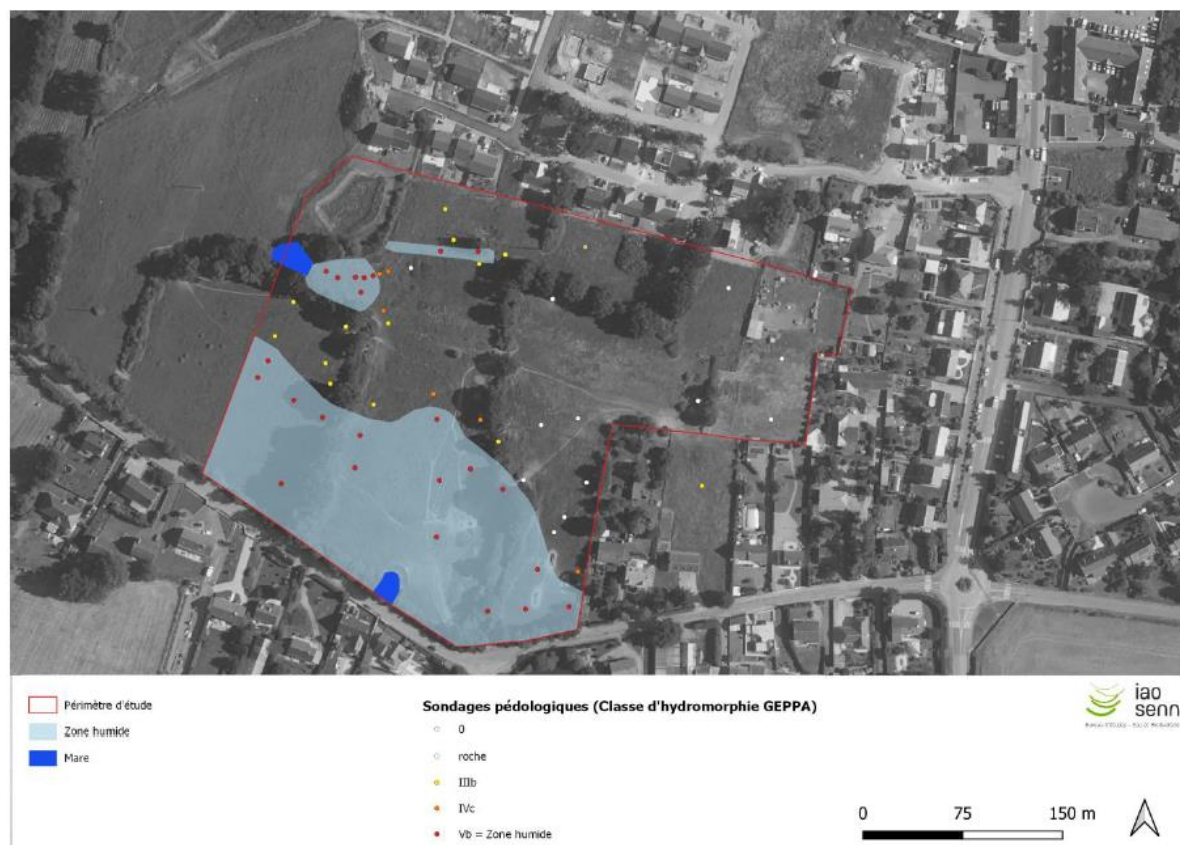 Périmètre d'étude
Zone humide
Mare
Sondages pédologiques (Classe d'hydromorphie GEPPA)
0
roche
IIIb
IVc
Vb = Zone humide
iao
senn
0 75 150 m